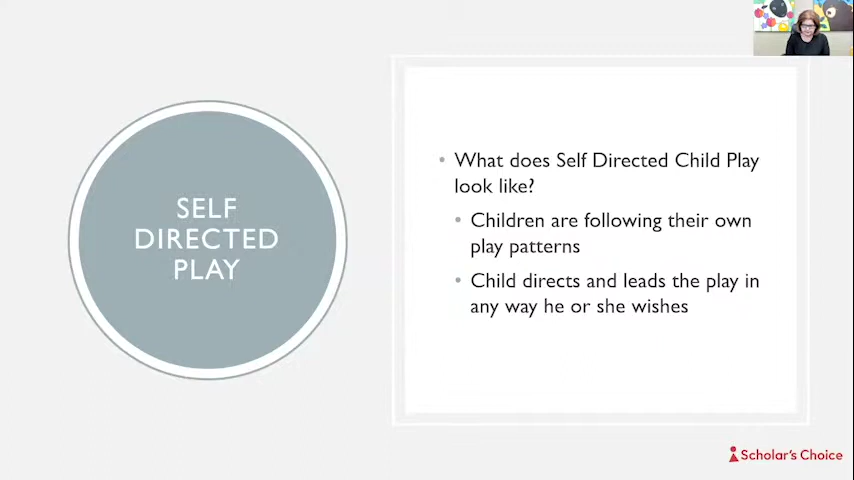 SELF
DIRECTED
PLAY
• What does Self Directed Child Play
look like?
• Children are following their own
play patterns
• Child directs and leads the play in
any way he or she wishes
Scholar's Choice